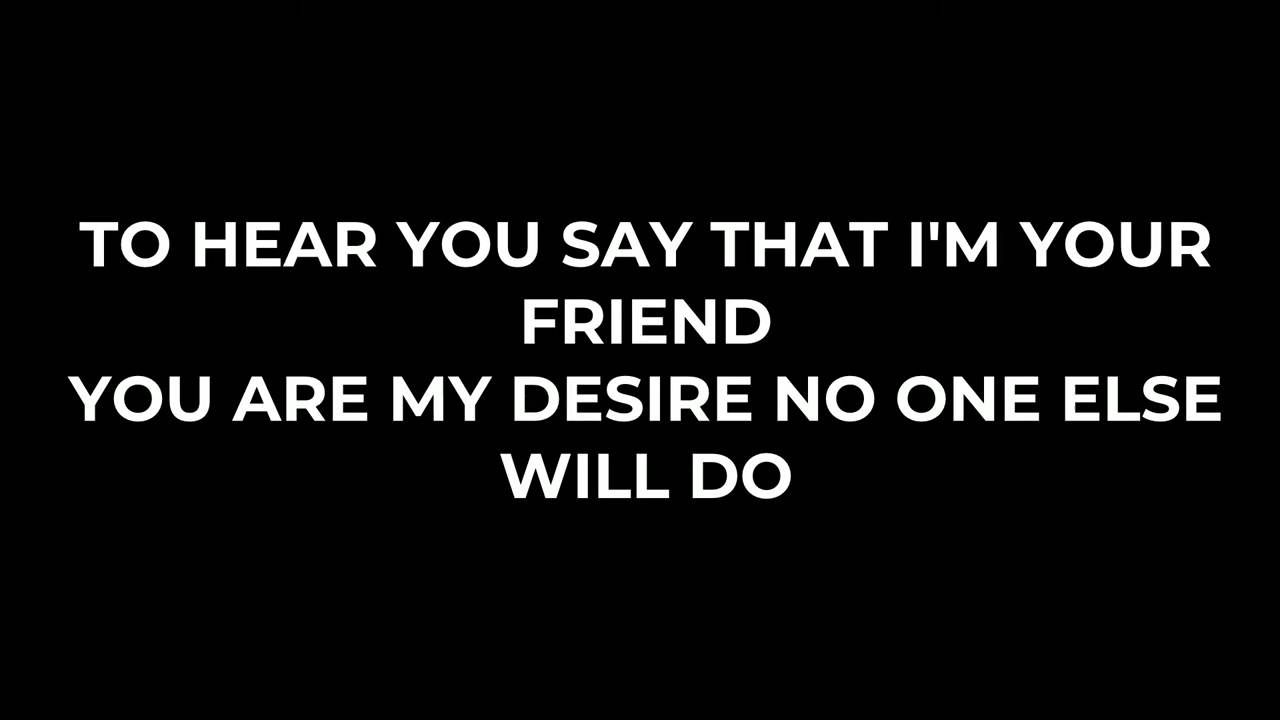 TO HEAR YOU SAY THAT I'M YOUR
FRIEND
YOU ARE MY DESIRE NO ONE ELSE
WILL DO